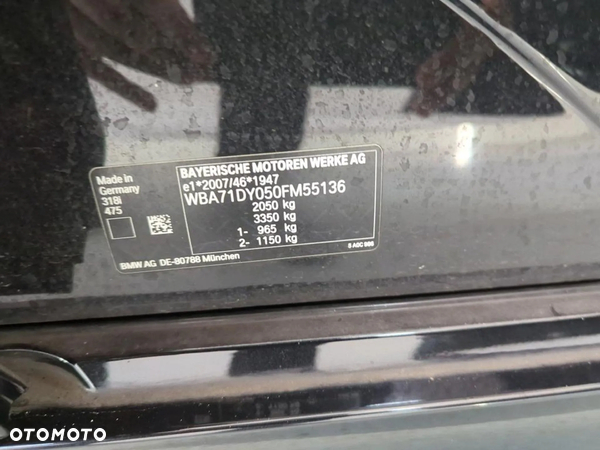 BAYERISCHE MOTOREN WERKE AG
e1*2007/46*1947
WBA71DY050FM55136
2050 kg
3350 kg
1- 965 kg
2- 1150 kg
Made in
Germany
318i
475
BMW AG DE-80788 München
OTOMOTO